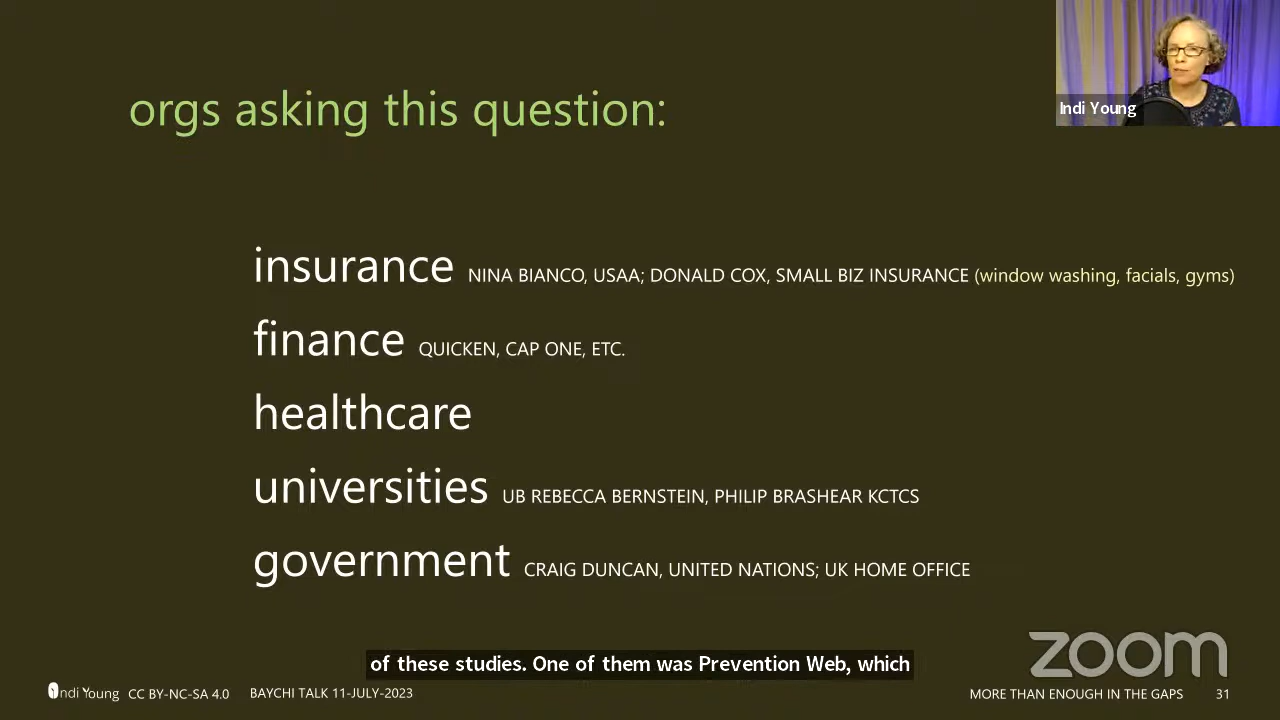 Indi Young
orgs asking this question:
insurance NINA BIANCO, USAA; DONALD COX, SMALL BIZ INSURANCE (window washing, facials, gyms)
finance QUICKEN, CAP ONE, ETC.
healthcare
universities UB REBECCA BERNSTEIN, PHILIP BRASHEAR KCTCS
government CRAIG DUNCAN, UNITED NATIONS; UK HOME OFFICE
of these studies. One of them was Prevention Web, which
zoom
Indi Young CC BY-NC-SA 4.0 BAYCHI TALK 11-JULY-2023 MORE THAN ENOUGH IN THE GAPS 31